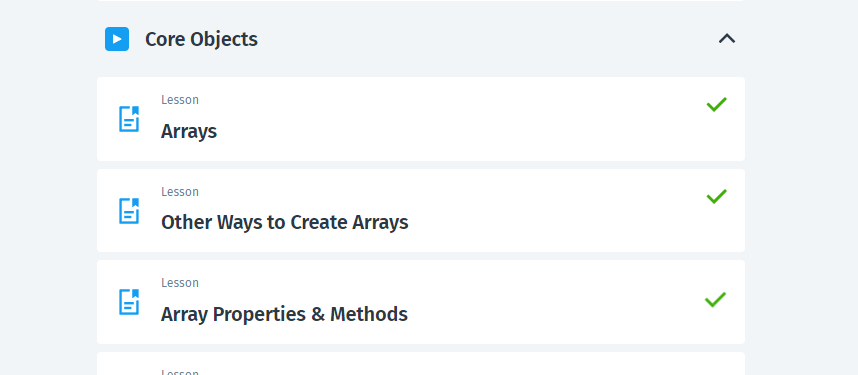 Core Objects
Lesson
Arrays
Lesson
Other Ways to Create Arrays
Lesson
Array Properties & Methods
Lesson